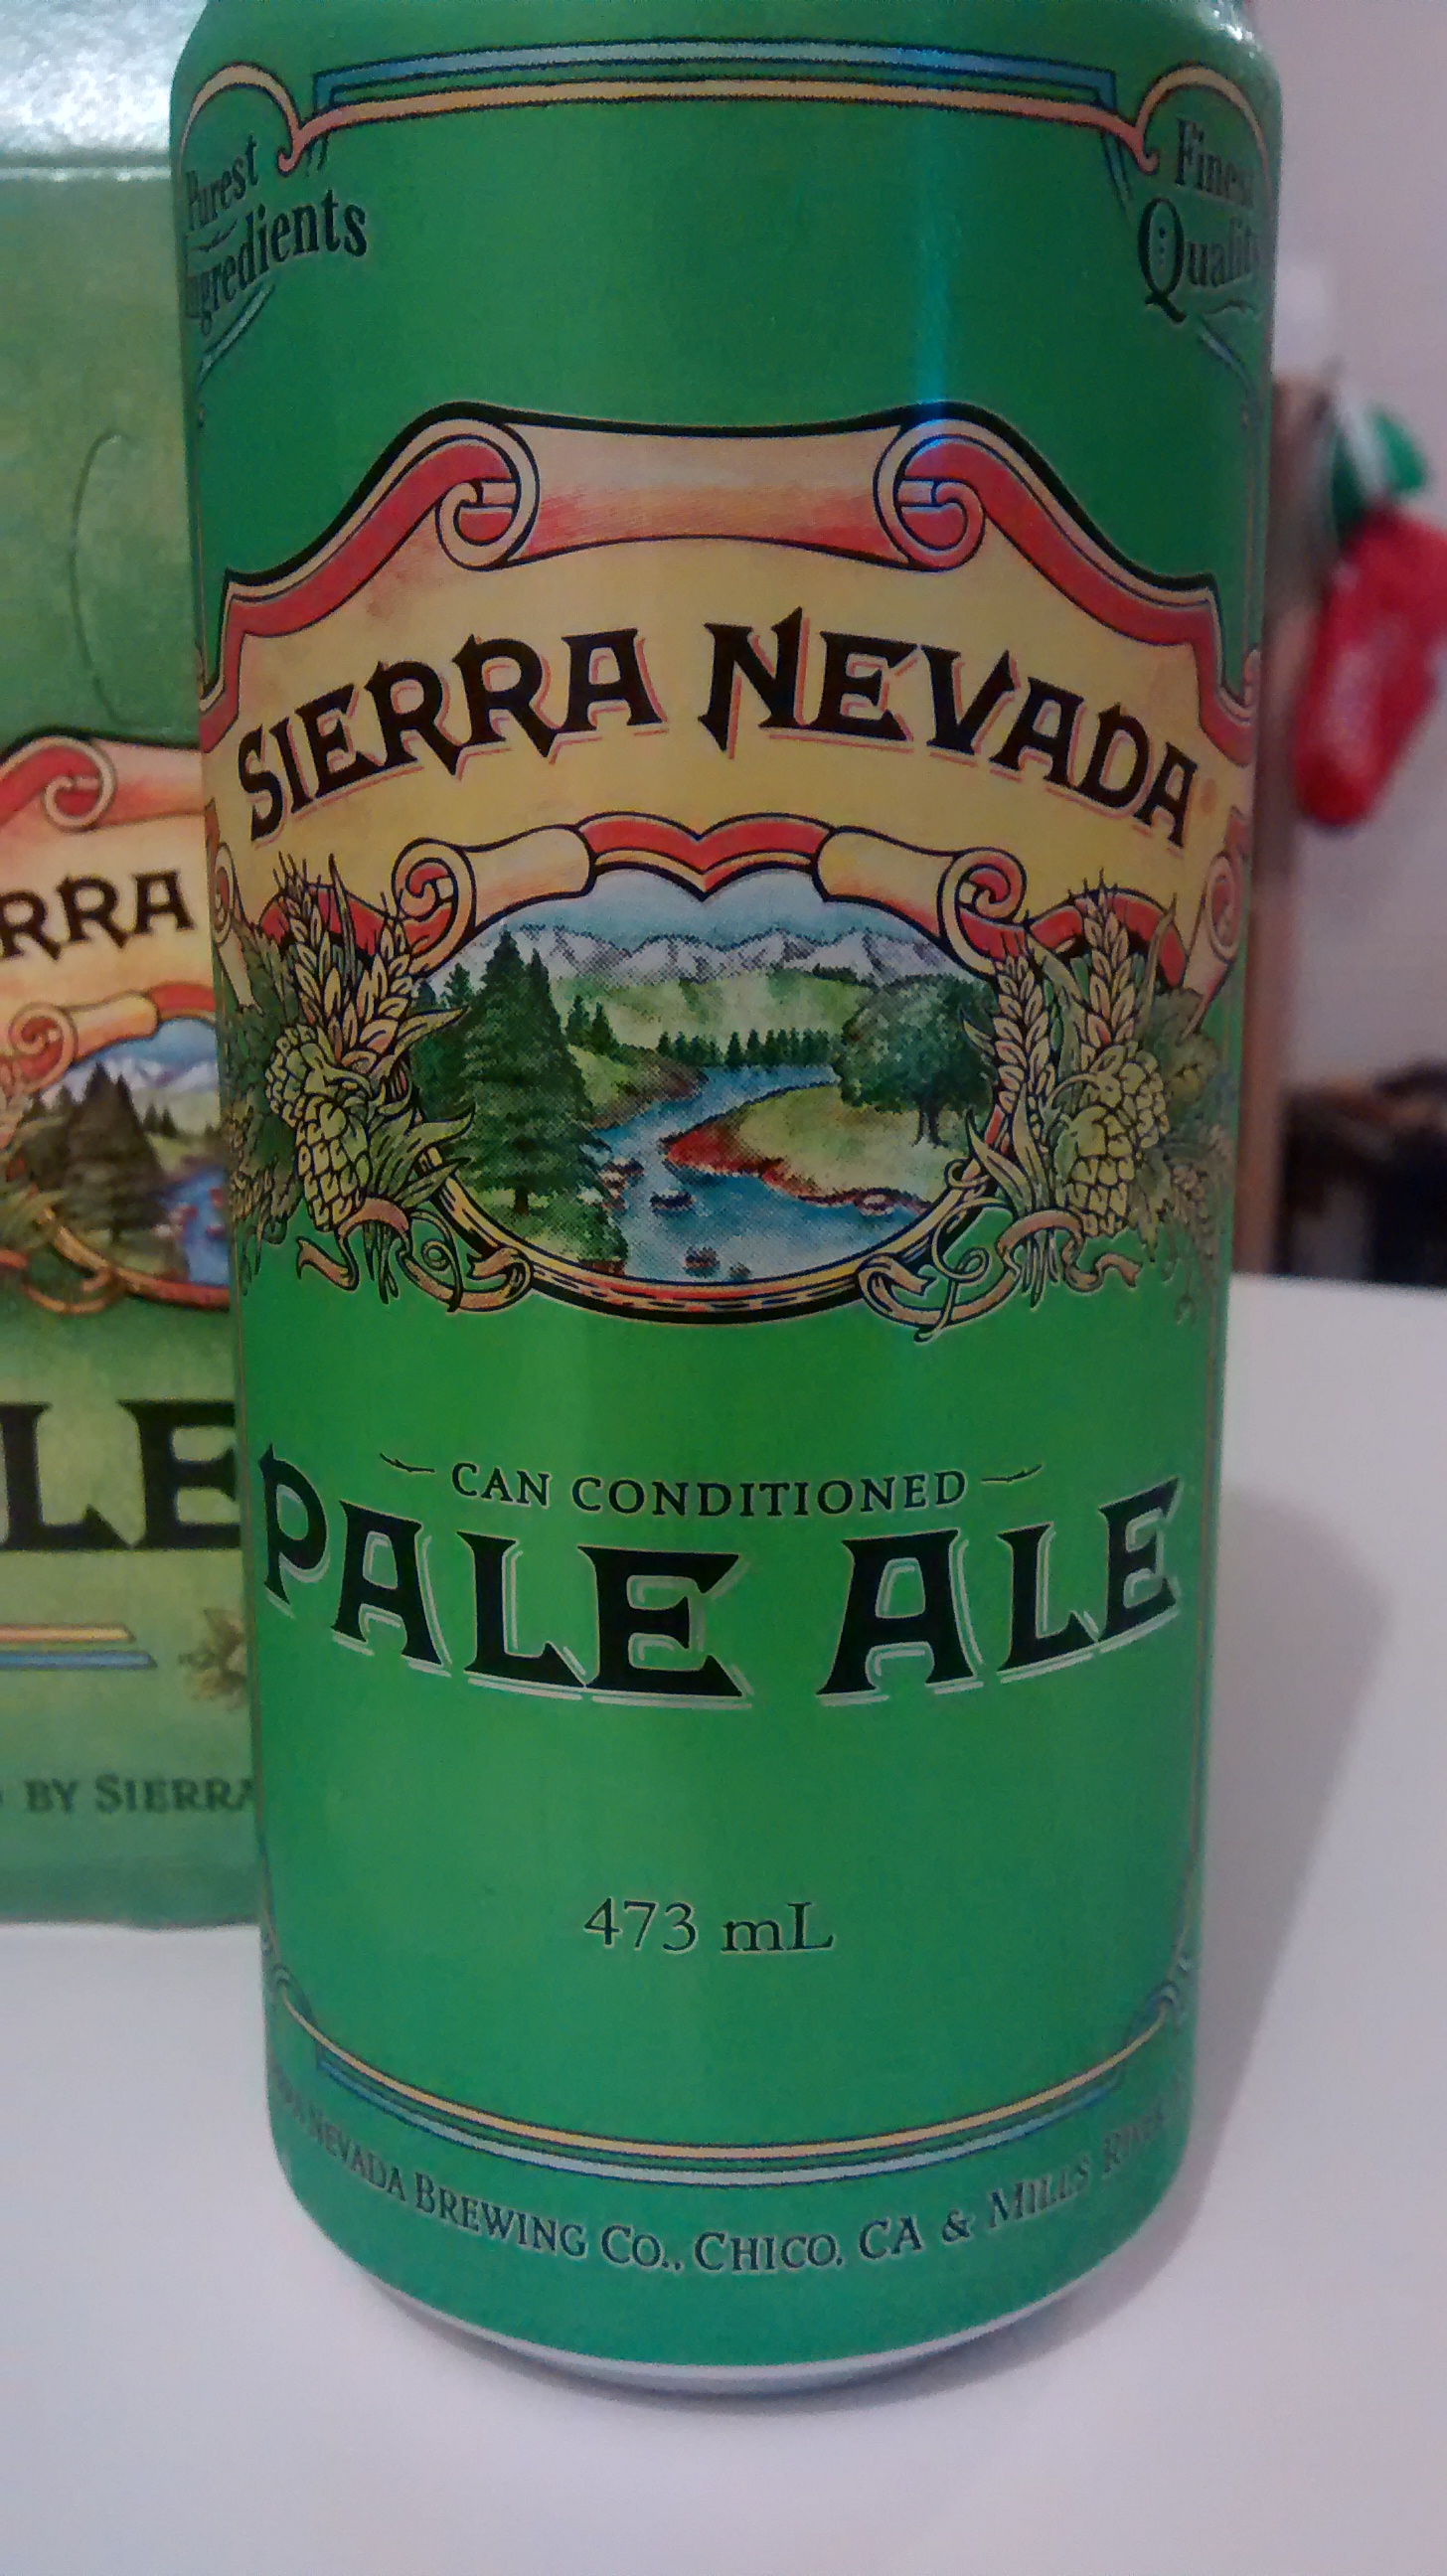 Purest
Ingredients
Finest
Quality
SIERRA NEVADA
CAN CONDITIONED
PALE ALE
473 mL
NEVADA BREWING CO., CHICO, CA & MILLS RIVER
RRA
LE
BY SIERRA